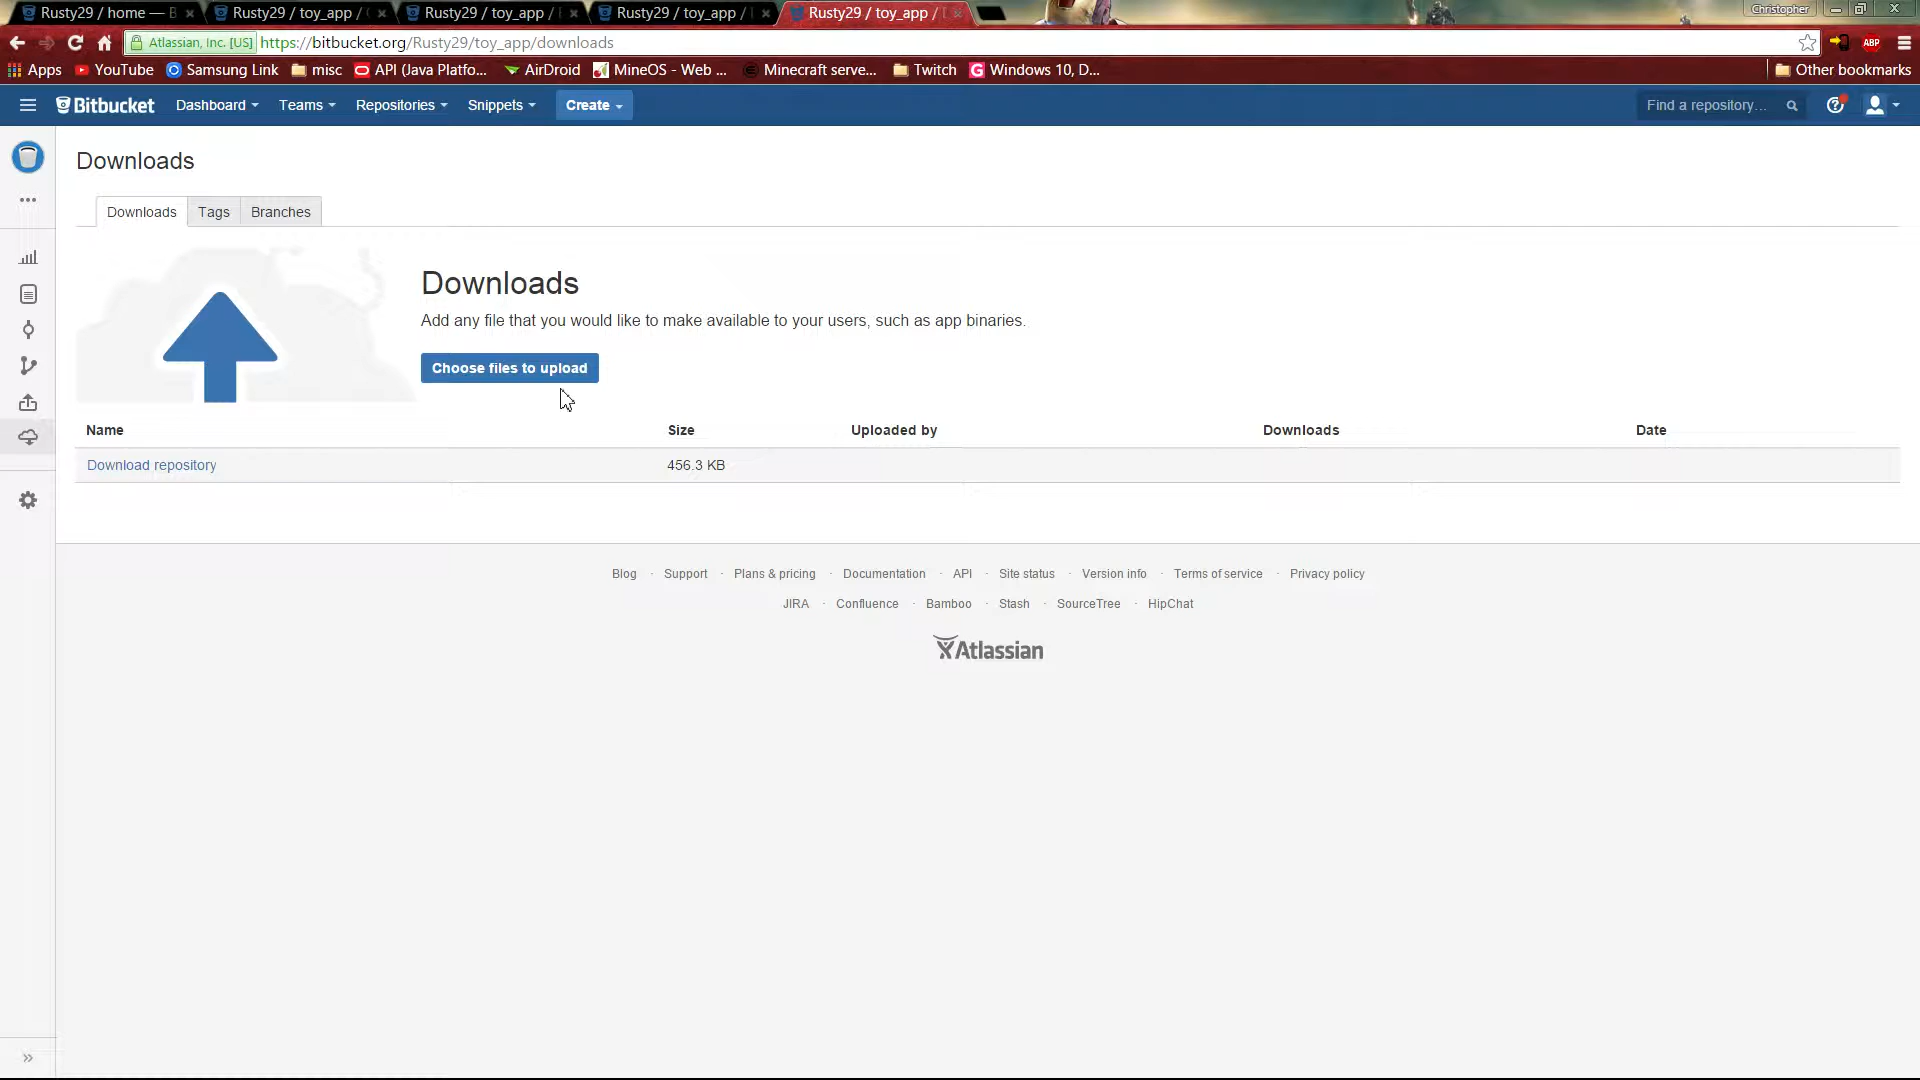 Rusty29 / home — B
Rusty29 / toy_app /
Rusty29 / toy_app /
Rusty29 / toy_app /
Rusty29 / toy_app /
Christopher
Atlassian, Inc. [US] https://bitbucket.org/Rusty29/toy_app/downloads
ABP
Apps YouTube Samsung Link misc API (Java Platfo... AirDroid MineOS - Web ... Minecraft serve... Twitch Windows 10, D... Other bookmarks
Bitbucket Dashboard Teams Repositories Snippets Create Find a repository...
Downloads
Downloads Tags Branches
Downloads
Add any file that you would like to make available to your users, such as app binaries.
Choose files to upload
Name Size Uploaded by Downloads Date
Download repository 456.3 KB
Blog · Support · Plans & pricing · Documentation · API · Site status · Version info · Terms of service · Privacy policy
JIRA · Confluence · Bamboo · Stash · SourceTree · HipChat
Atlassian